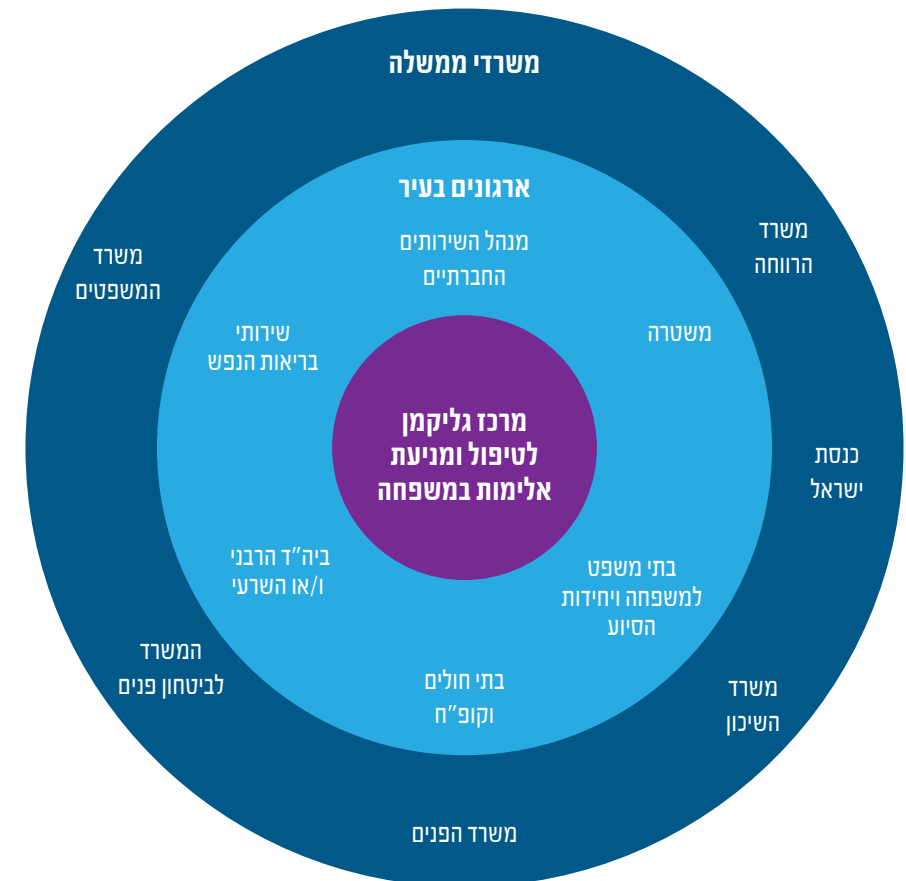 משרדי ממשלה
משרד
הרווחה
כנסת
ישראל
משרד
השיכון
משרד הפנים
המשרד
לביטחון פנים
משרד
המשפטים
ארגונים בעיר
מנהל השירותים
החברתיים
משטרה
בתי משפט
למשפחה ויחידות
הסיוע
בתי חולים
וקופ״ח
ביה״ד הרבני
ו/או השרעי
שירותי
בריאות הנפש
מרכז גליקמן
לטיפול ומניעת
אלימות במשפחה